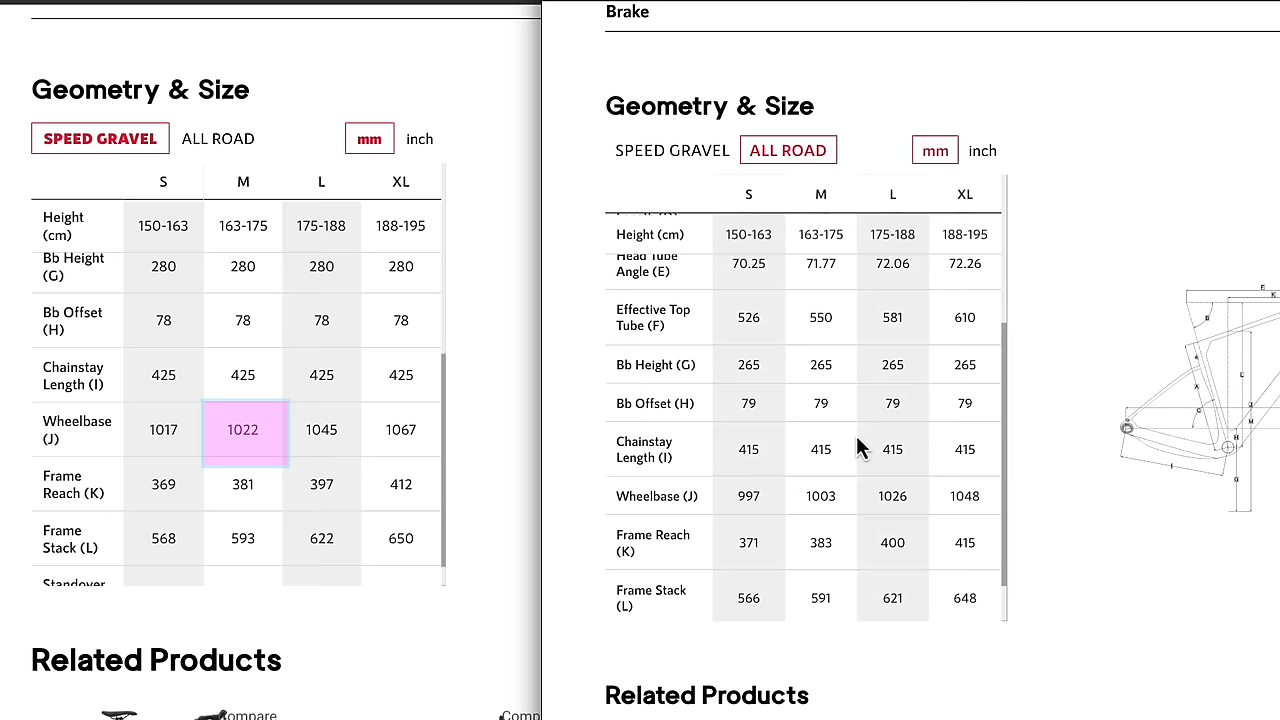 Geometry & Size
SPEED GRAVEL ALL ROAD mm inch
S M L XL
Height
(cm) 150-163 163-175 175-188 188-195
Bb Height
(G) 280 280 280 280
Bb Offset
(H) 78 78 78 78
Chainstay
Length (I) 425 425 425 425
Wheelbase
(J) 1017 1022 1045 1067
Frame
Reach (K) 369 381 397 412
Frame
Stack (L) 568 593 622 650
Standover
Related Products
Compare
Comp
Brake
Geometry & Size
SPEED GRAVEL ALL ROAD mm inch
S M L XL
Height (cm) 150-163 163-175 175-188 188-195
Head Tube
Angle (E) 70.25 71.77 72.06 72.26
Effective Top
Tube (F) 526 550 581 610
Bb Height (G) 265 265 265 265
Bb Offset (H) 79 79 79 79
Chainstay
Length (I) 415 415 415 415
Wheelbase (J) 997 1003 1026 1048
Frame Reach
(K) 371 383 400 415
Frame Stack
(L) 566 591 621 648
Related Products